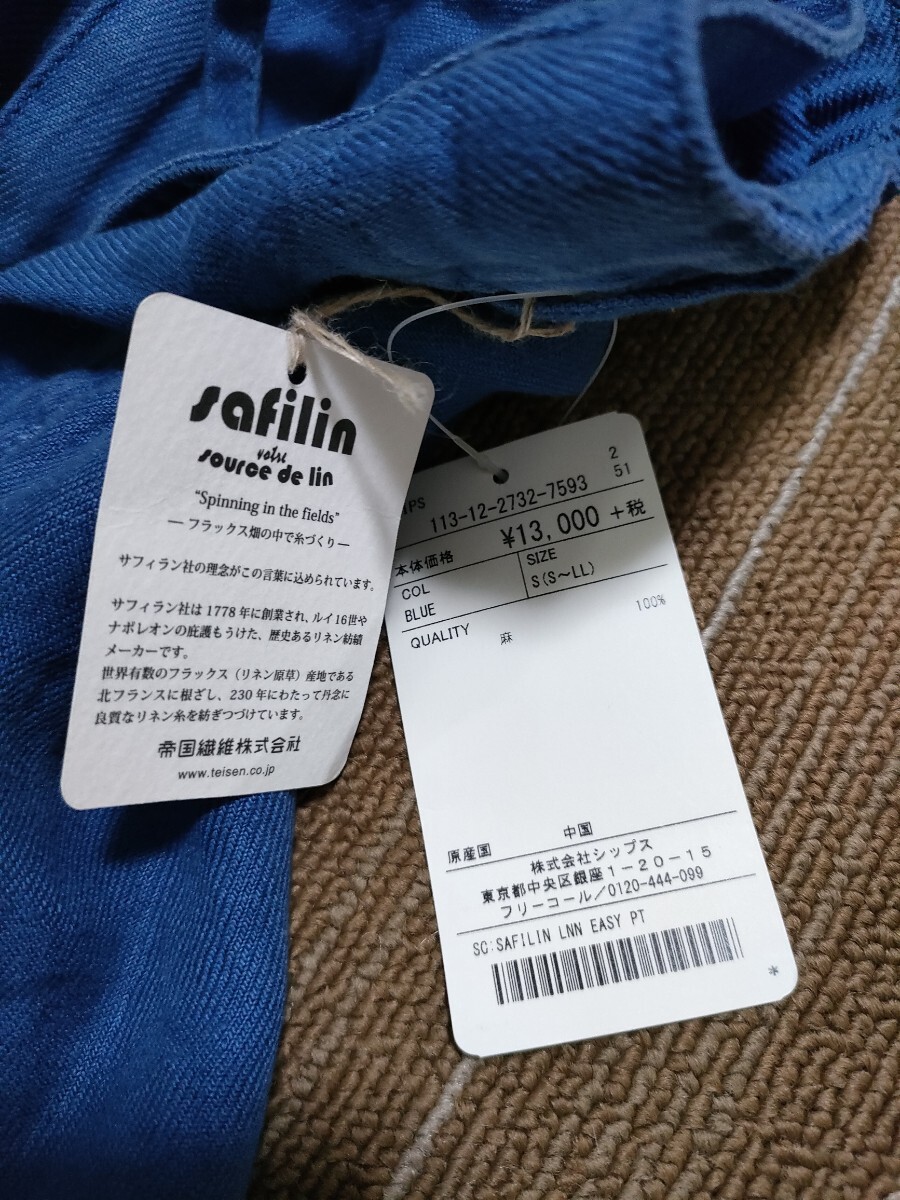 safilin
votre
source de lin
“Spinning in the fields”
— フラックス畑の中で糸づくり —
サフィラン社の理念がこの言葉に込められています。
サフィラン社は 1778 年に創業され、ルイ 16世や
ナポレオンの庇護もうけた、歴史あるリネン紡績
メーカーです。
世界有数のフラックス（リネン原草）産地である
北フランスに根ざし、230 年にわたって丹念に
良質なリネン糸を紡ぎつづけています。
帝国繊維株式会社
www.teisen.co.jp
IPS
2
113-12-2732-7593
51
本体価格
¥13,000 +税
COL
SIZE
BLUE
S(S〜LL)
QUALITY
麻
100%
原産国
中国
株式会社シップス
東京都中央区銀座1－20－15
フリーコール／0120-444-099
SC:SAFILIN LNN EASY PT
*